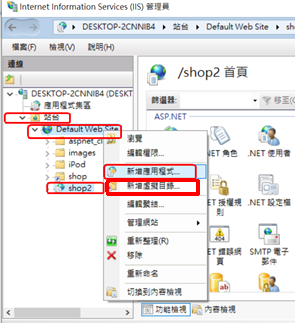 Internet Information Services (IIS) 管理員
DESKTOP-2CNNIB4 ▸ 站台 ▸ Default Web Site
檔案(F) 檢視(V) 說明(H)
連線
DESKTOP-2CNNIB4 (DESKT
應用程式集區
站台
Default Web Site
aspnet_cl
images
iPod
shop
shop2
/shop2 首頁
篩選器: 移至(
ASP.NET
瀏覽
編輯權限...
新增應用程式...
新增虛擬目錄...
編輯繫結...
管理網站
重新整理(R)
移除
重新命名
切換到內容檢視
.NET 角色 .NET 使用者
.NET 授權規則 .NET 設定檔
.NET 錯誤網頁 SMTP 電子郵件
功能檢視 內容檢視